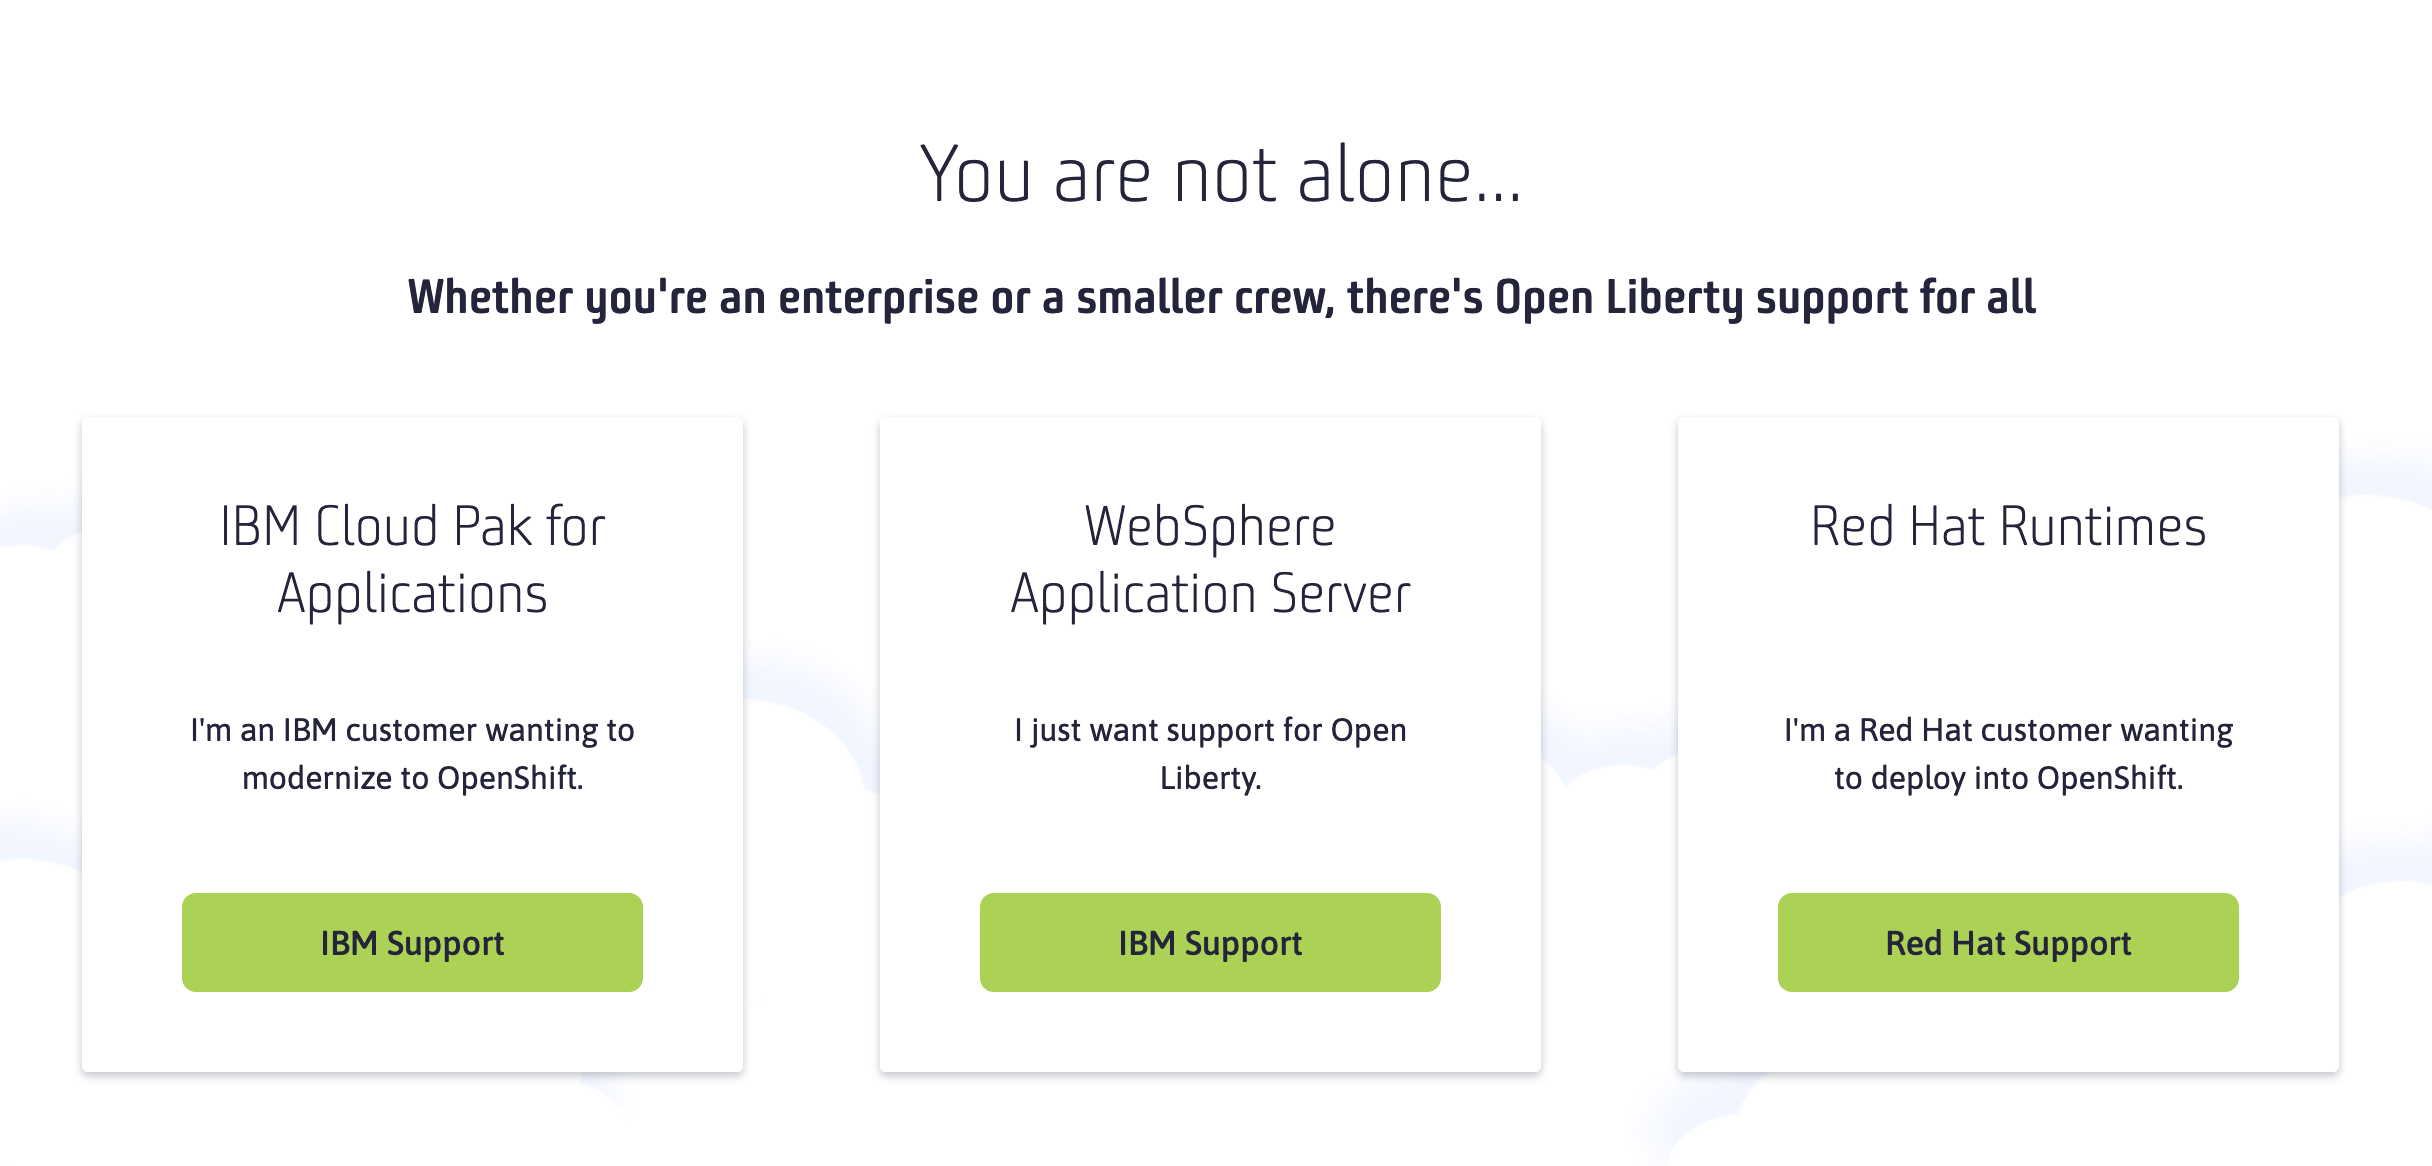 You are not alone...
Whether you're an enterprise or a smaller crew, there's Open Liberty support for all
IBM Cloud Pak for
Applications
I'm an IBM customer wanting to
modernize to OpenShift.
IBM Support
WebSphere
Application Server
I just want support for Open
Liberty.
IBM Support
Red Hat Runtimes
I'm a Red Hat customer wanting
to deploy into OpenShift.
Red Hat Support